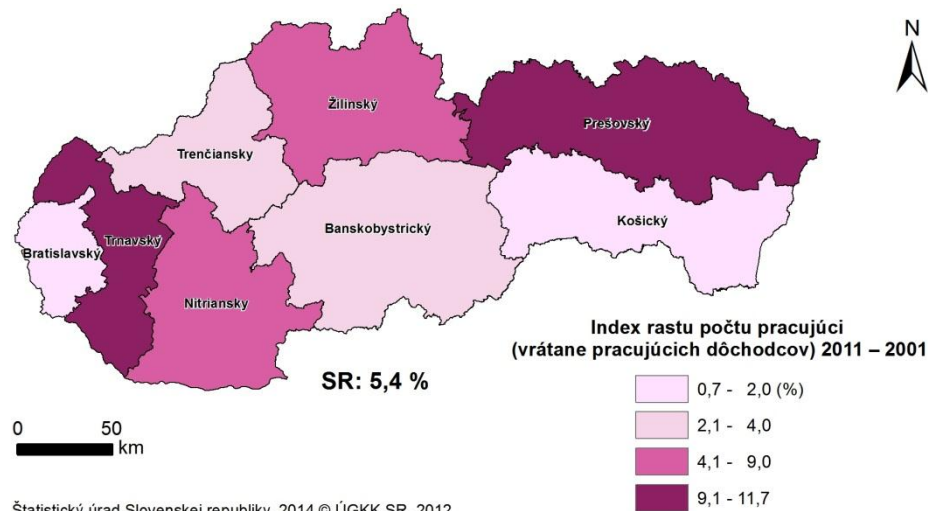 N
Žilinský
Prešovský
Trenčiansky
Košický
Banskobystrický
Trnavský
Bratislavský
Nitriansky
Index rastu počtu pracujúci
(vrátane pracujúcich dôchodcov) 2011 – 2001
SR: 5,4 %
0,7 - 2,0 (%)
2,1 - 4,0
4,1 - 9,0
9,1 - 11,7
0 50
km
Štatistický úrad Slovenskej republiky, 2014 © ÚGKK SR, 2012